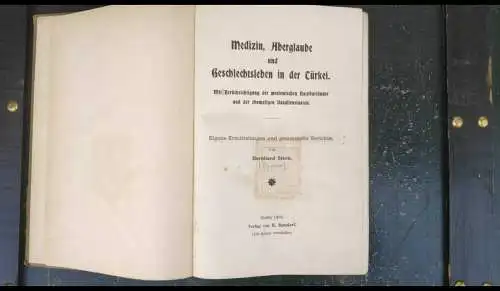 Medizin, Aberglaube
und
Geschlechtsleben in der Türkei.
Mit Berücksichtigung der moslemischen Nachbarländer
und der ehemaligen Vasallenstaaten.
Eigene Ermittelungen und gesammelte Berichte
von
Bernhard Stern.
Verlag von H. Barsdorf.